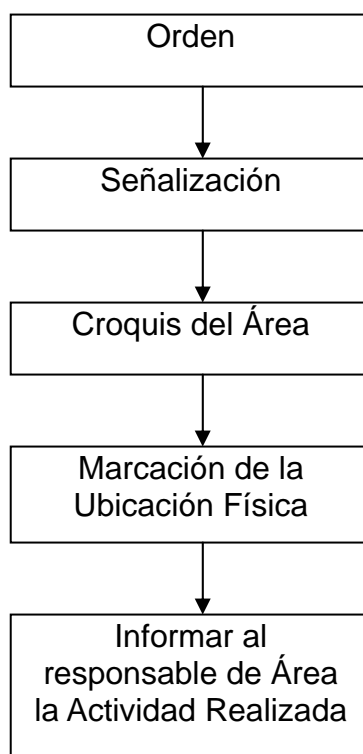 Orden
Señalización
Croquis del Área
Marcación de la
Ubicación Física
Informar al
responsable de Área
la Actividad Realizada